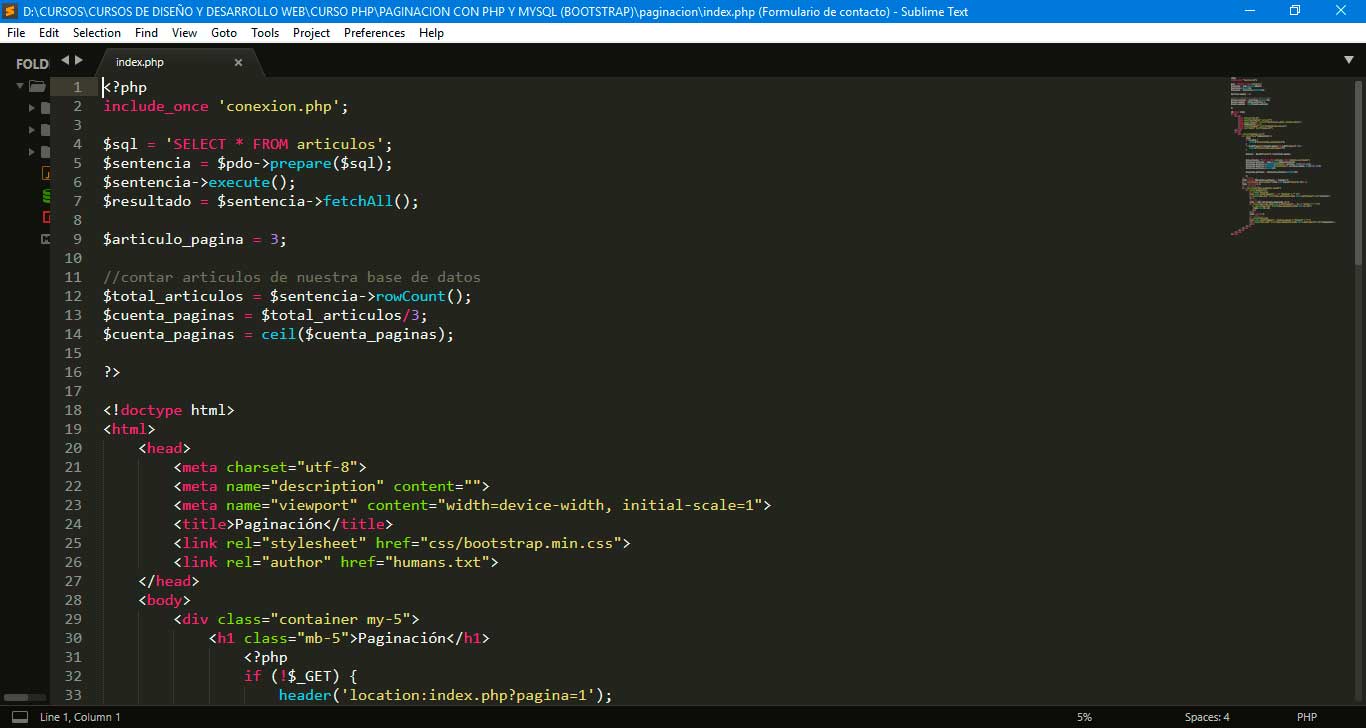 D:\CURSOS\CURSOS DE DISEÑO Y DESARROLLO WEB\CURSO PHP\PAGINACION CON PHP Y MYSQL (BOOTSTRAP)\paginacion\index.php (Formulario de contacto) - Sublime Text
File Edit Selection Find View Goto Tools Project Preferences Help
FOLD
index.php
1 <?php
2 include_once 'conexion.php';
3
4 $sql = 'SELECT * FROM articulos';
5 $sentencia = $pdo->prepare($sql);
6 $sentencia->execute();
7 $resultado = $sentencia->fetchAll();
8
9 $articulo_pagina = 3;
10
11 //contar articulos de nuestra base de datos
12 $total_articulos = $sentencia->rowCount();
13 $cuenta_paginas = $total_articulos/3;
14 $cuenta_paginas = ceil($cuenta_paginas);
15
16 ?>
17
18 <!doctype html>
19 <html>
20 <head>
21 <meta charset="utf-8">
22 <meta name="description" content="">
23 <meta name="viewport" content="width=device-width, initial-scale=1">
24 <title>Paginación</title>
25 <link rel="stylesheet" href="css/bootstrap.min.css">
26 <link rel="author" href="humans.txt">
27 </head>
28 <body>
29 <div class="container my-5">
30 <h1 class="mb-5">Paginación</h1>
31 <?php
32 if (!$_GET) {
33 header('location:index.php?pagina=1');
Line 1, Column 1
5%
Spaces: 4
PHP